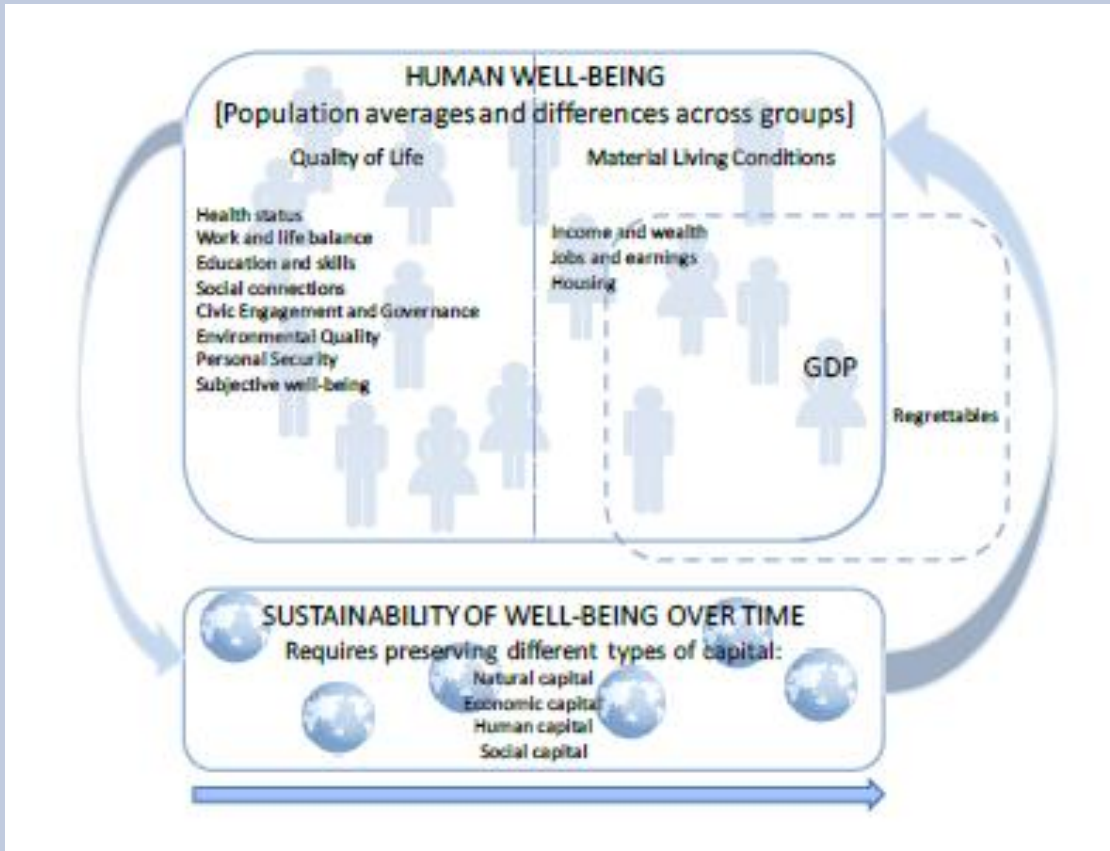 HUMAN WELL-BEING
[Population averages and differences across groups]
Quality of Life
Health status
Work and life balance
Education and skills
Social connections
Civic Engagement and Governance
Environmental Quality
Personal Security
Subjective well-being
Material Living Conditions
Income and wealth
Jobs and earnings
Housing
GDP
Regrettables
SUSTAINABILITY OF WELL-BEING OVER TIME
Requires preserving different types of capital:
Natural capital
Economic capital
Human capital
Social capital